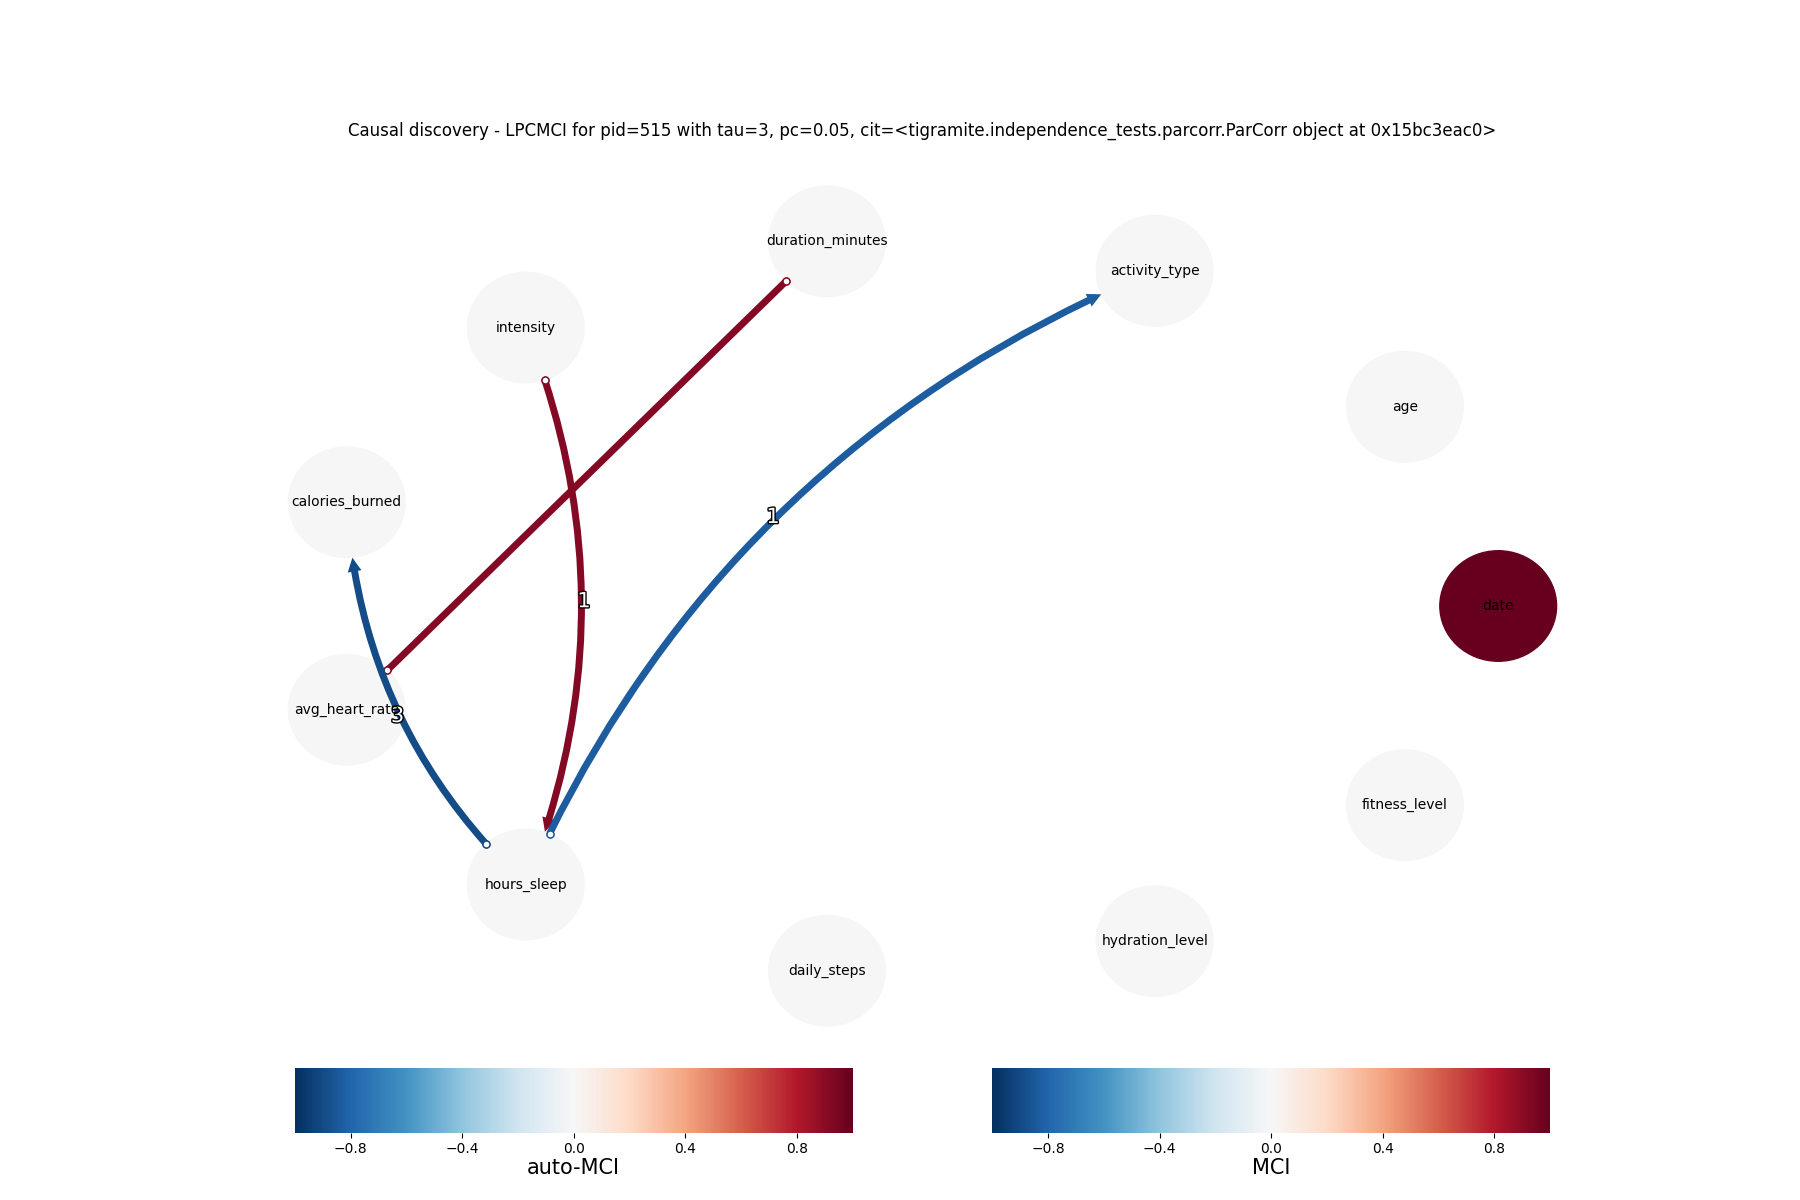 Causal discovery - LPCMCI for pid=515 with tau=3, pc=0.05, cit=<tigramite.independence_tests.parcorr.ParCorr object at 0x15bc3eac0>
duration_minutes
activity_type
intensity
age
calories_burned
1
1
date
avg_heart_rate
3
fitness_level
hours_sleep
hydration_level
daily_steps
−0.8 −0.4 0.0 0.4 0.8
auto-MCI
−0.8 −0.4 0.0 0.4 0.8
MCI